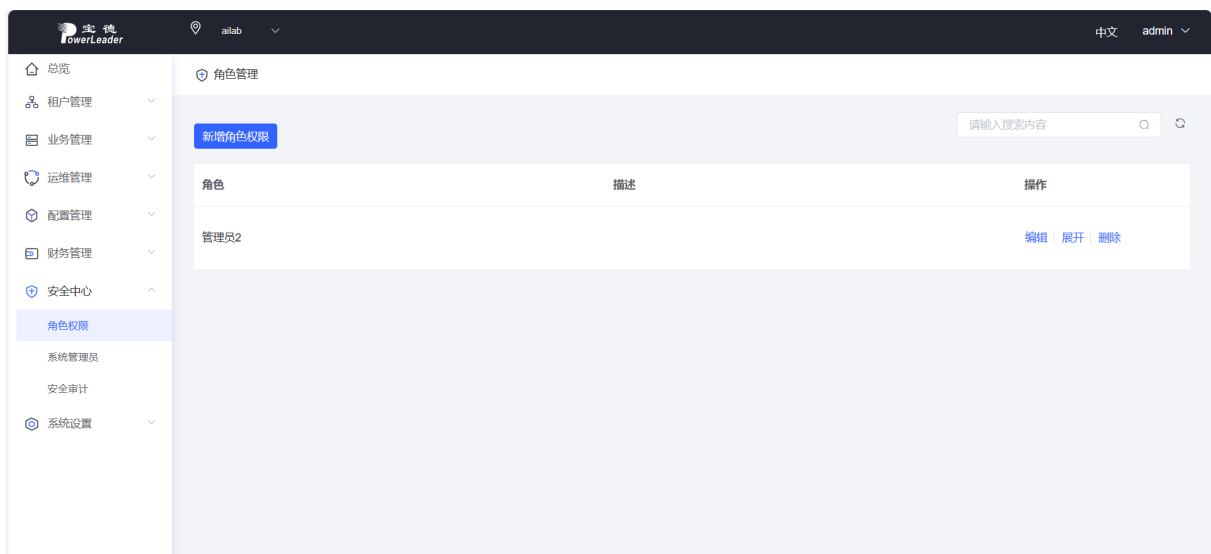 宝德
PowerLeader
ailab
中文 admin
总览
角色管理
租户管理
业务管理
运维管理
配置管理
财务管理
安全中心
角色权限
系统管理员
安全审计
系统设置
新增角色权限
请输入搜索内容
角色 描述 操作
管理员2 编辑 展开 删除